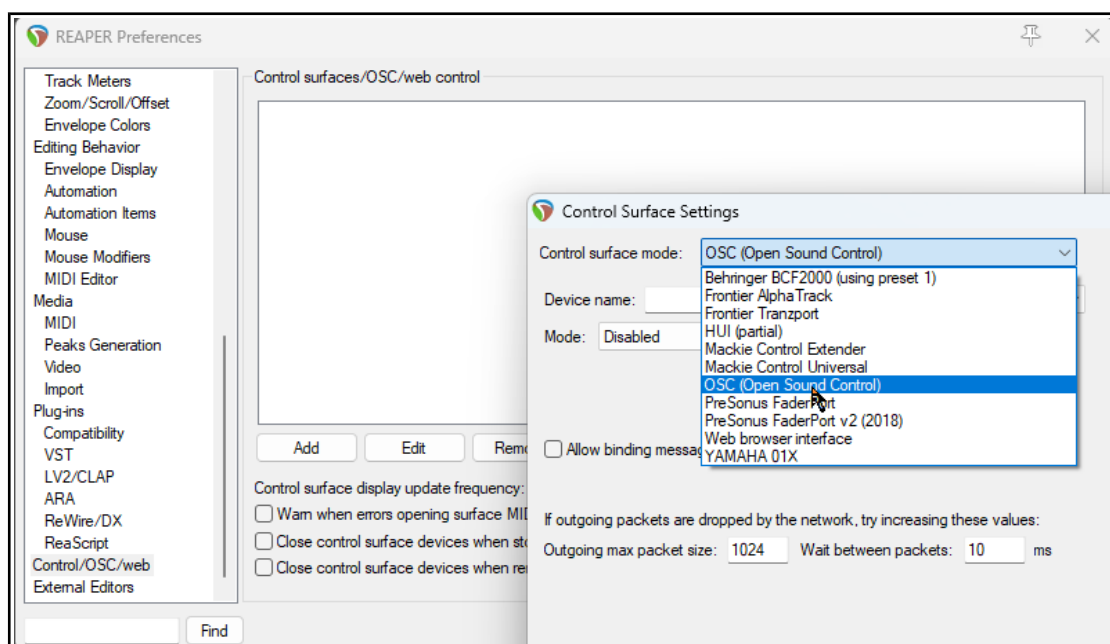 REAPER Preferences
Track Meters
Zoom/Scroll/Offset
Envelope Colors
Editing Behavior
Envelope Display
Automation
Automation Items
Mouse
Mouse Modifiers
MIDI Editor
Media
MIDI
Peaks Generation
Video
Import
Plug-ins
Compatibility
VST
LV2/CLAP
ARA
ReWire/DX
ReaScript
Control/OSC/web
External Editors
Find
Control surfaces/OSC/web control
Add Edit
Control surface display update frequency:
Warn when errors opening surface
Close control surface devices when
Close control surface devices when
Control Surface Settings
Control surface mode: OSC (Open Sound Control)
Behringer BCF2000 (using preset 1)
Frontier AlphaTrack
Frontier Tranzport
HUI (partial)
Mackie Control Extender
Mackie Control Universal
OSC (Open Sound Control)
PreSonus FaderPort
PreSonus FaderPort v2 (2018)
Web browser interface
YAMAHA 01X
Device name:
Mode: Disabled
Allow binding
If outgoing packets are dropped by the network, try increasing these values:
Outgoing max packet size: 1024 Wait between packets: 10 ms